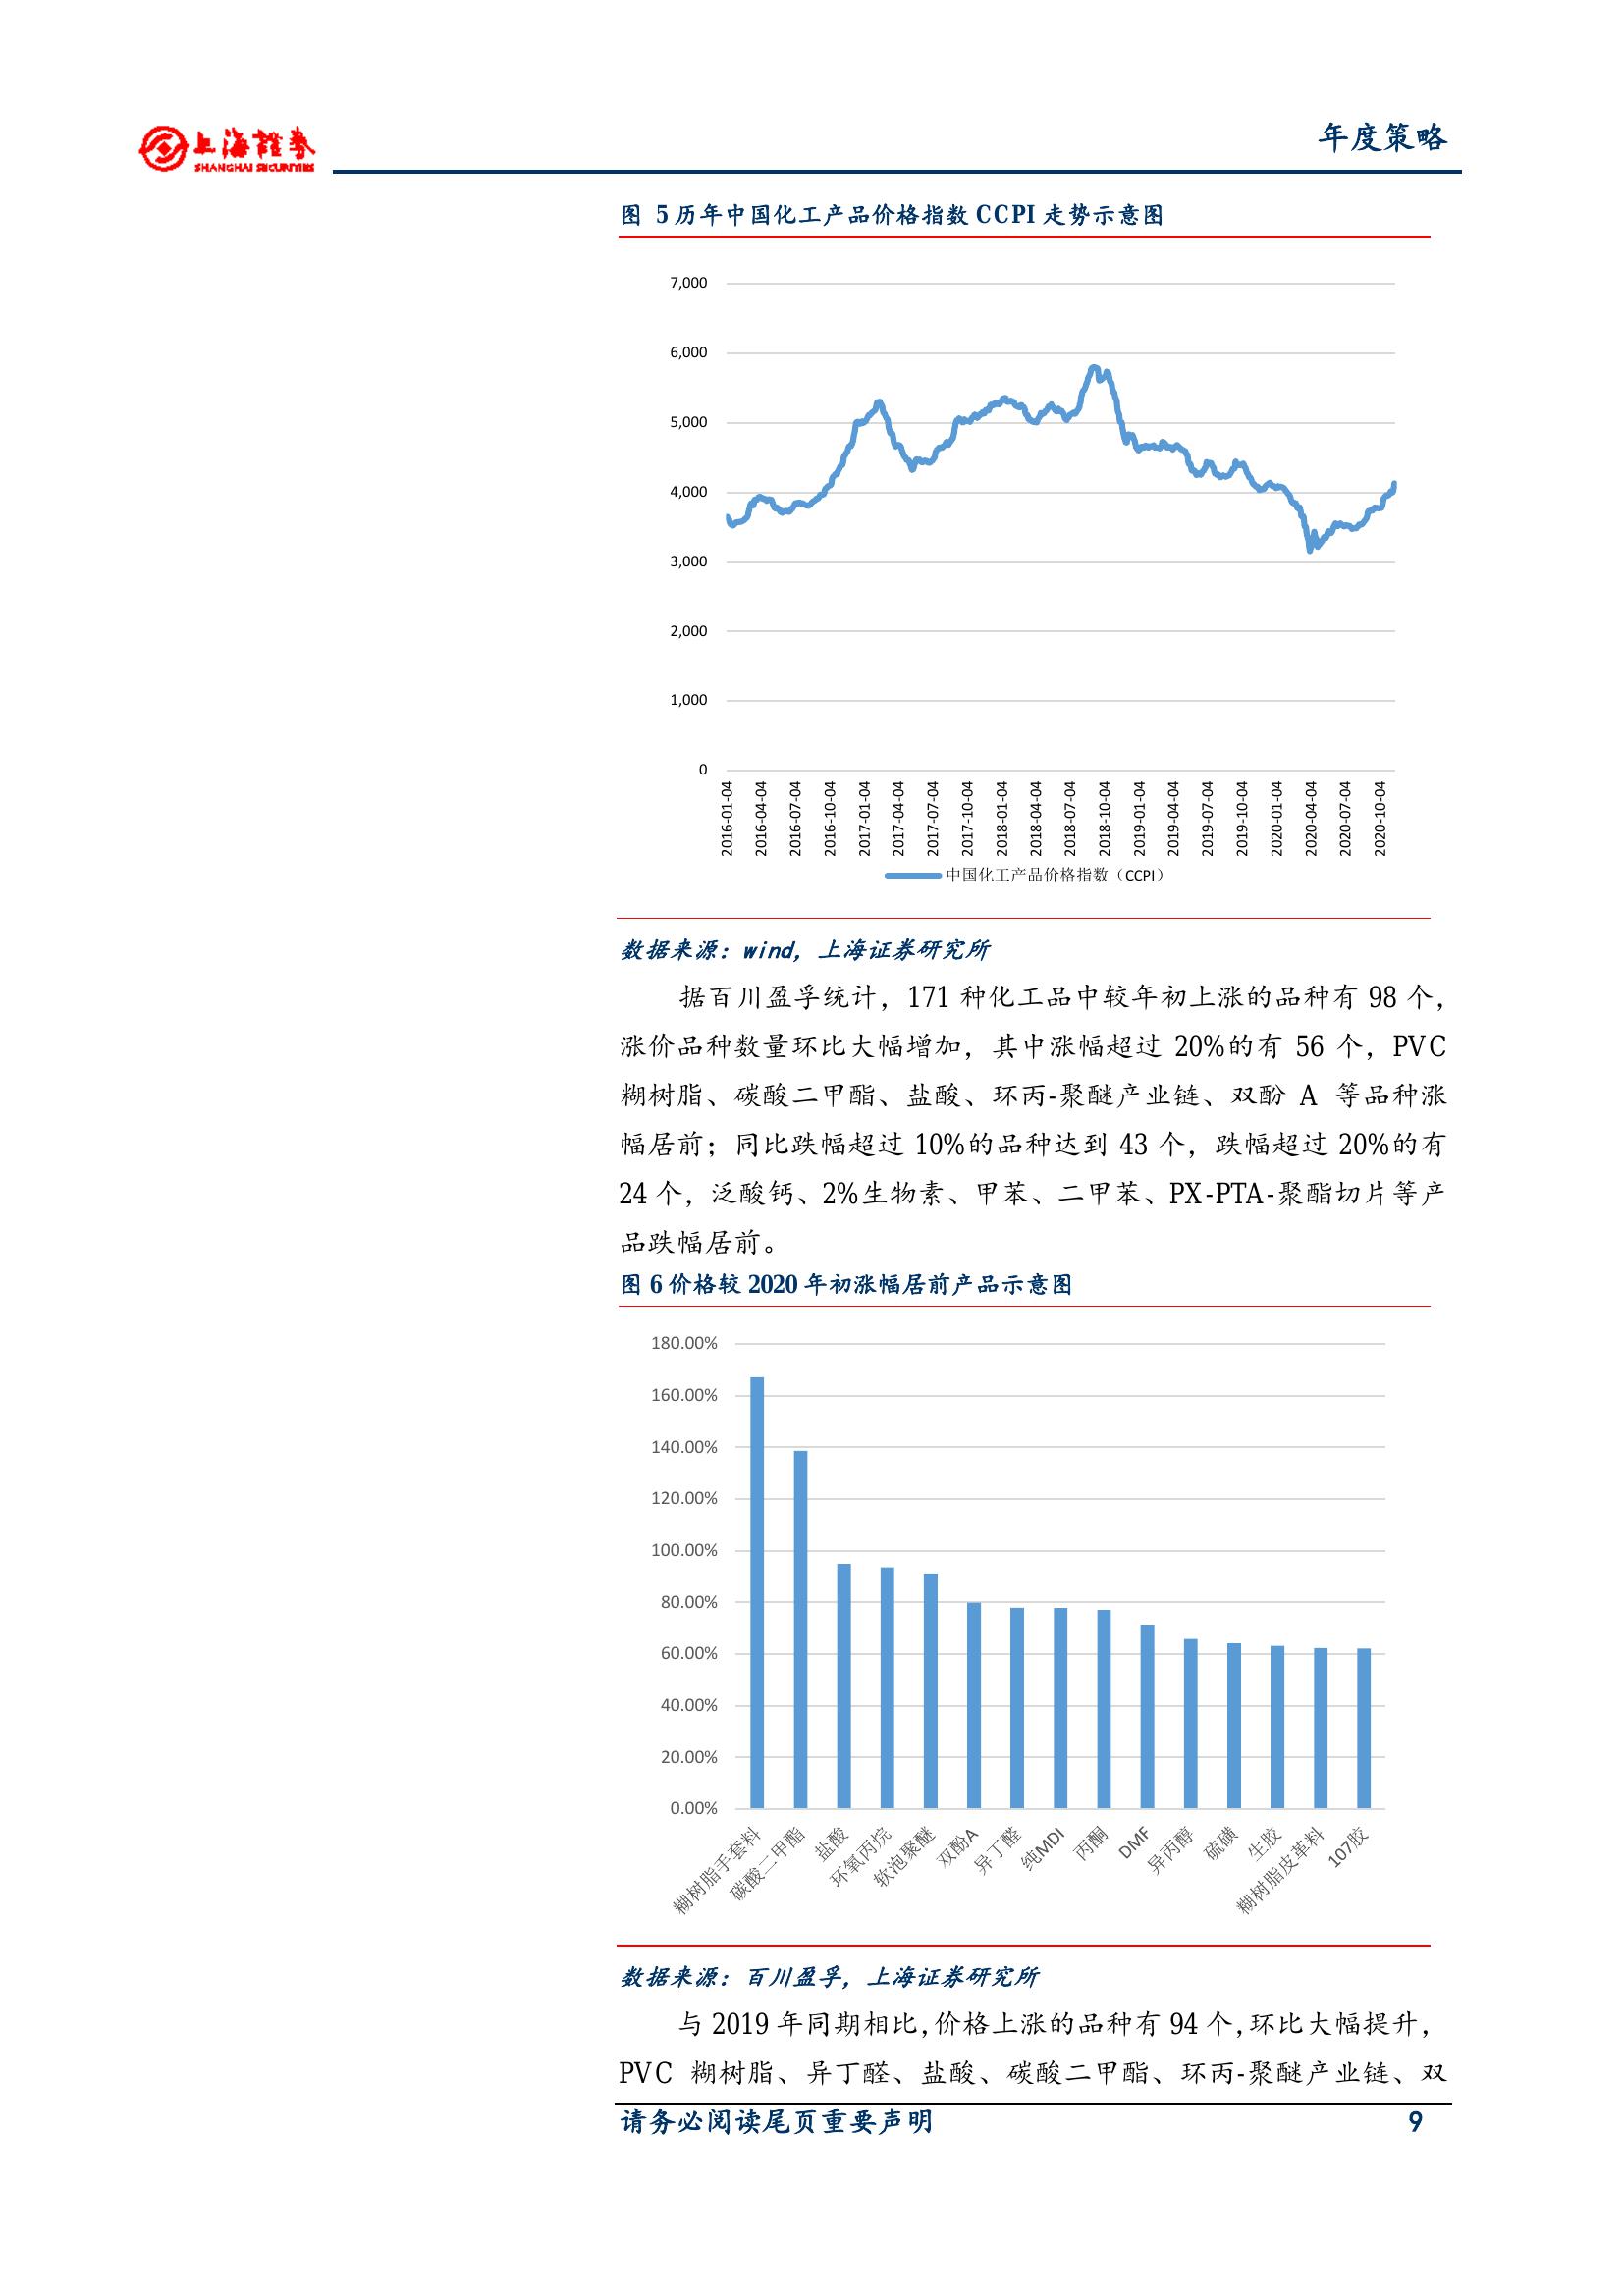 上海證券
SHANGHAI SECURITIES
年度策略
图 5 历年中国化工产品价格指数 CCPI 走势示意图
7,000
6,000
5,000
4,000
3,000
2,000
1,000
0
2016-01-04
2016-04-04
2016-07-04
2016-10-04
2017-01-04
2017-04-04
2017-07-04
2017-10-04
2018-01-04
2018-04-04
2018-07-04
2018-10-04
2019-01-04
2019-04-04
2019-07-04
2019-10-04
2020-01-04
2020-04-04
2020-07-04
2020-10-04
中国化工产品价格指数（CCPI）
数据来源：wind，上海证券研究所
据百川盈孚统计，171 种化工品中较年初上涨的品种有 98 个，
涨价品种数量环比大幅增加，其中涨幅超过 20%的有 56 个，PVC
糊树脂、碳酸二甲酯、盐酸、环丙-聚醚产业链、双酚 A 等品种涨
幅居前；同比跌幅超过 10%的品种达到 43 个，跌幅超过 20%的有
24 个，泛酸钙、2%生物素、甲苯、二甲苯、PX-PTA-聚酯切片等产
品跌幅居前。
图 6 价格较 2020 年初涨幅居前产品示意图
180.00%
160.00%
140.00%
120.00%
100.00%
80.00%
60.00%
40.00%
20.00%
0.00%
糊树脂手套料
碳酸二甲酯
盐酸
环氧丙烷
软泡聚醚
双酚A
异丁醛
纯MDI
丙酮
DMF
异丙醇
硫磺
生胶
糊树脂皮革料
107胶
数据来源：百川盈孚，上海证券研究所
与 2019 年同期相比,价格上涨的品种有 94 个,环比大幅提升，
PVC 糊树脂、异丁醛、盐酸、碳酸二甲酯、环丙-聚醚产业链、双
请务必阅读尾页重要声明
9